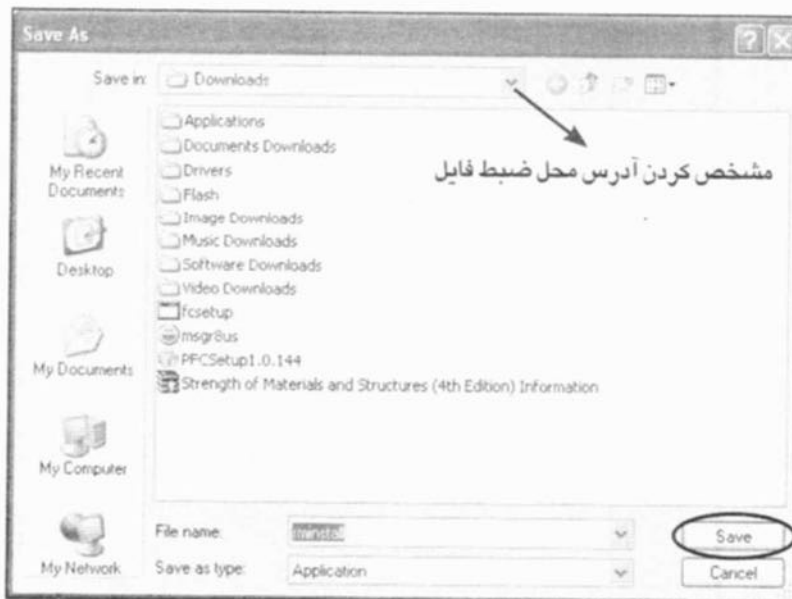 Save As
Save in: Downloads
Applications
Documents Downloads
Drivers
Flash
Image Downloads
Music Downloads
Software Downloads
Video Downloads
fcsetup
msgr8us
PFCSetup1.0.144
Strength of Materials and Structures (4th Edition) Information
مشخص کردن آدرس محل ضبط فایل
My Recent
Documents
Desktop
My Documents
My Computer
My Network
File name:
Save
Save as type: Application
Cancel